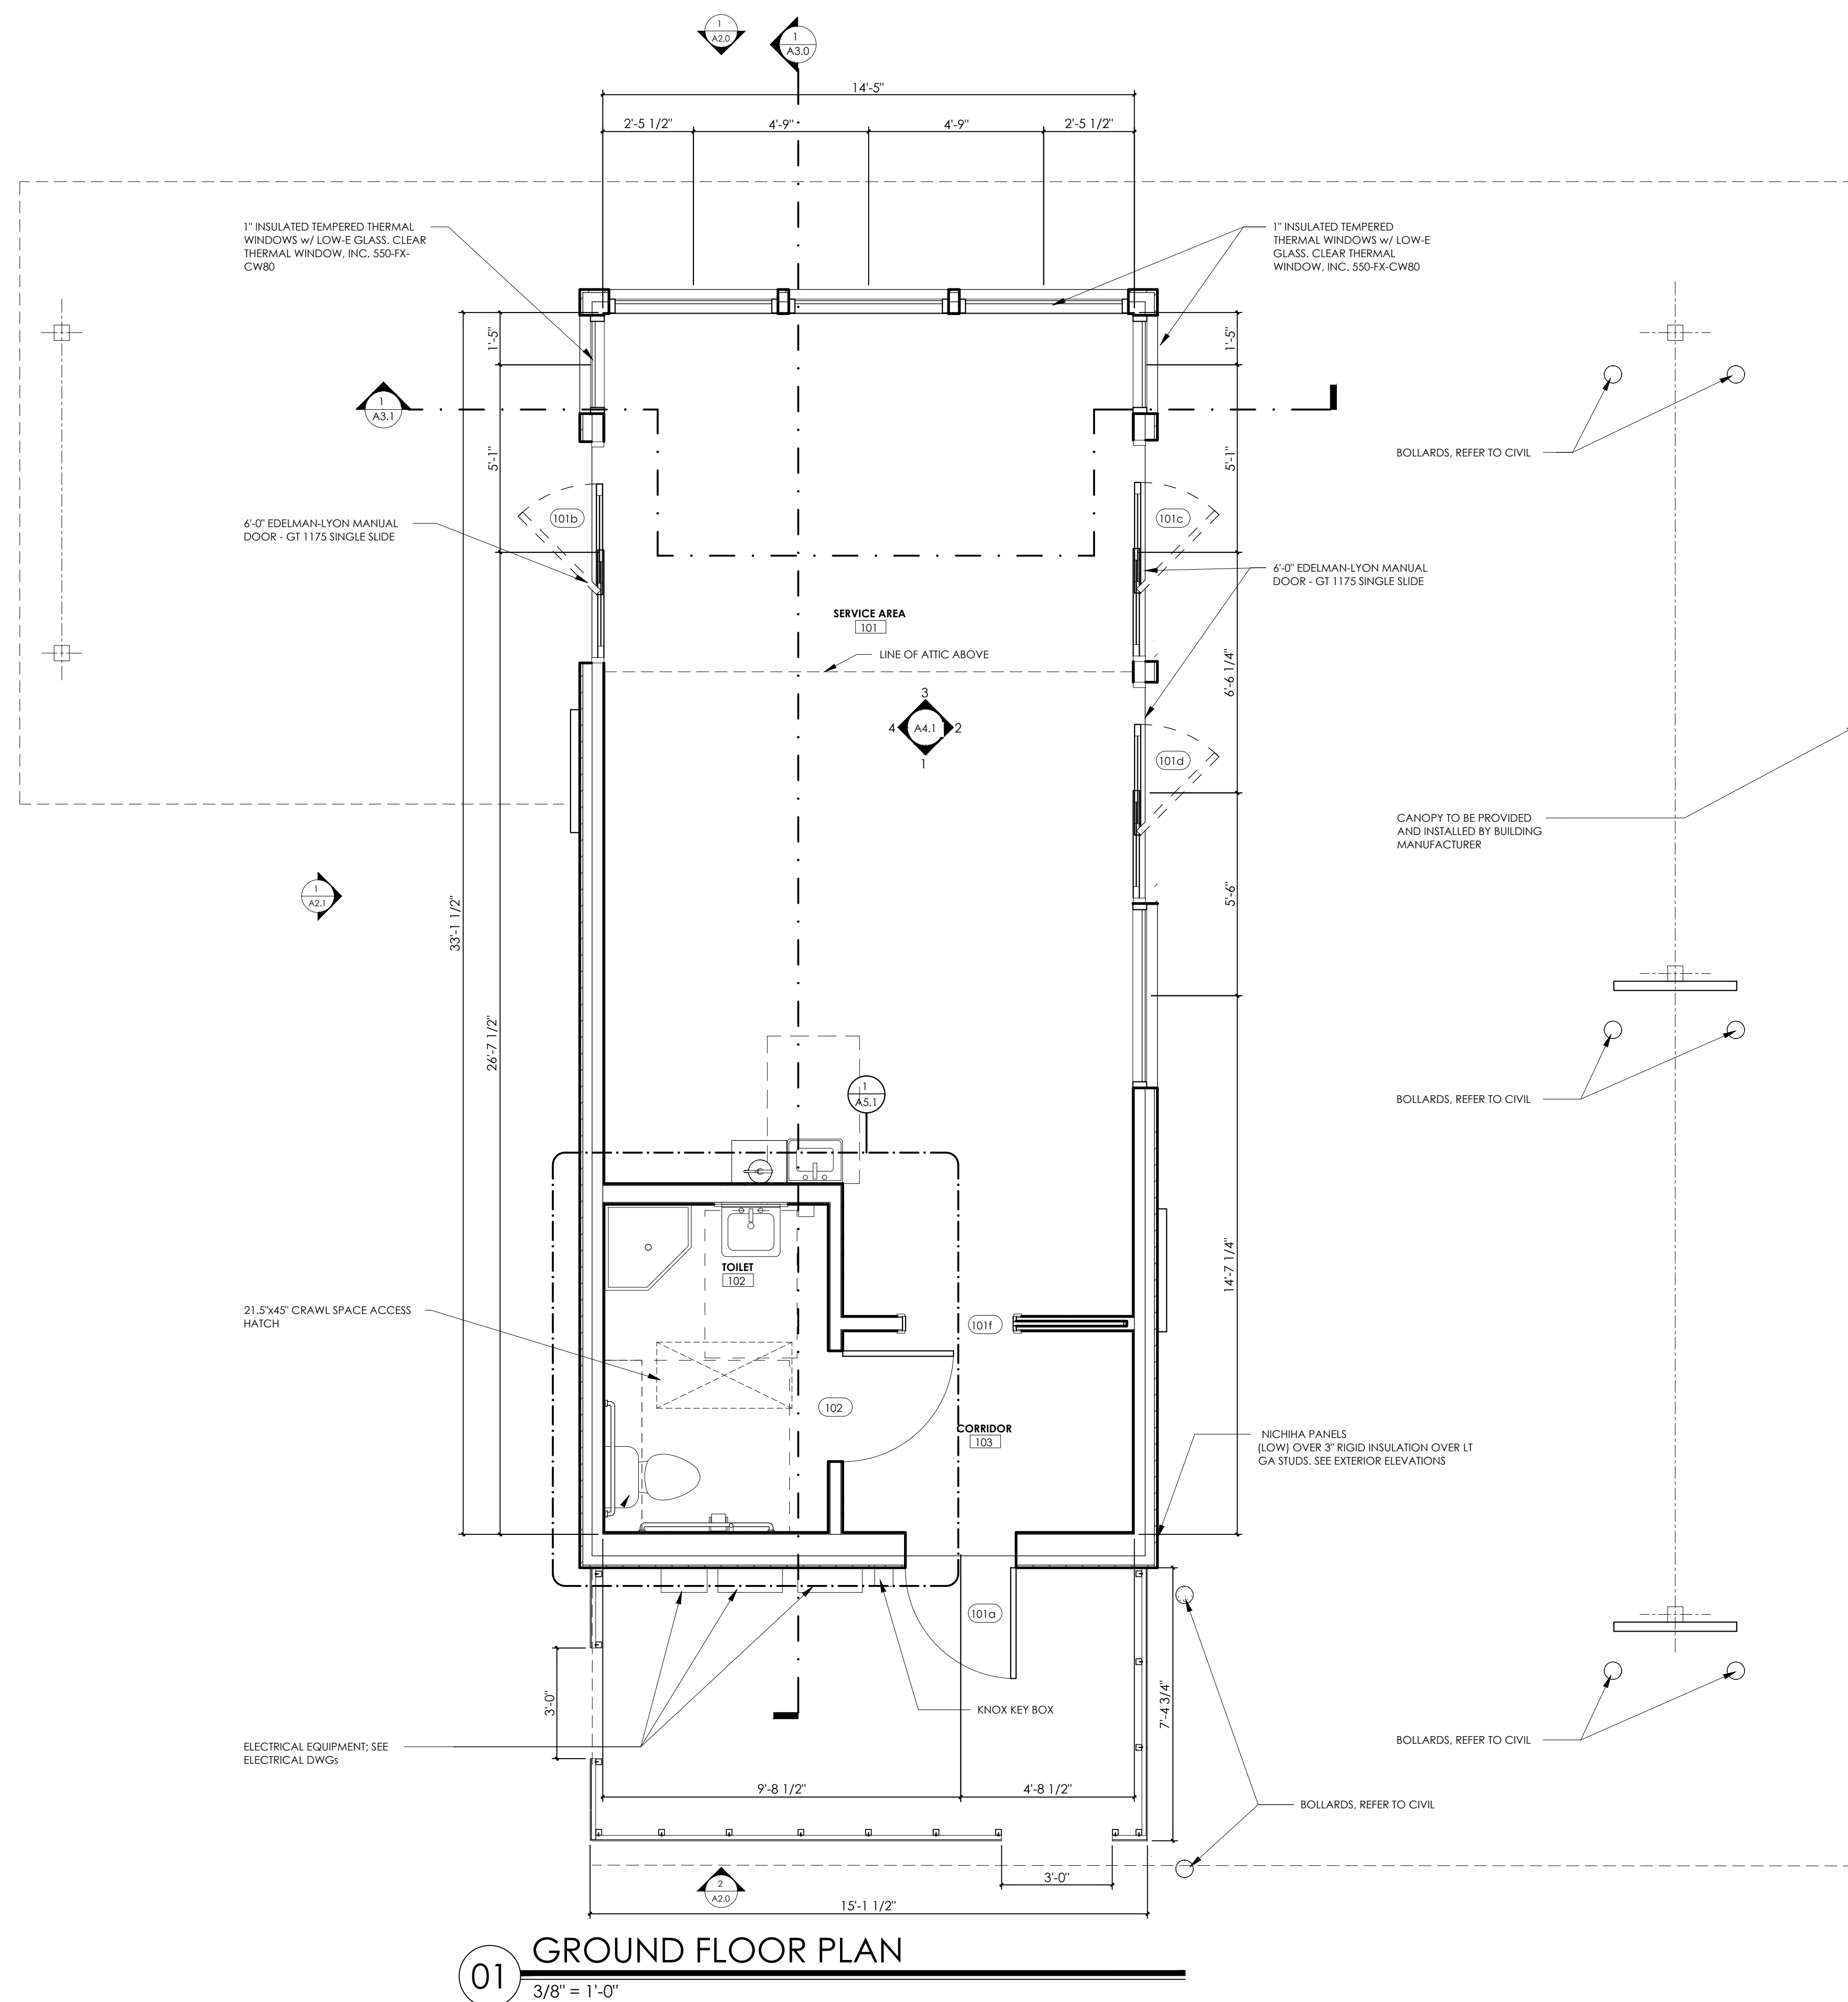 1
A2.0
1
A3.0
14'-5"
2'-5 1/2"
4'-9"
4'-9"
2'-5 1/2"
1" INSULATED TEMPERED THERMAL
WINDOWS w/ LOW-E GLASS. CLEAR
THERMAL WINDOW, INC. 550-FX-
CW80
1" INSULATED TEMPERED
THERMAL WINDOWS w/ LOW-E
GLASS. CLEAR THERMAL
WINDOW, INC. 550-FX-CW80
1'-5"
1'-5"
1
A3.1
5'-1"
5'-1"
BOLLARDS, REFER TO CIVIL
6'-0" EDELMAN-LYON MANUAL
DOOR - GT 1175 SINGLE SLIDE
101b
101c
6'-0" EDELMAN-LYON MANUAL
DOOR - GT 1175 SINGLE SLIDE
SERVICE AREA
101
LINE OF ATTIC ABOVE
6'-6 1/4"
3
4
A4.1
2
1
101d
CANOPY TO BE PROVIDED
AND INSTALLED BY BUILDING
MANUFACTURER
1
A2.1
33'-1 1/2"
5'-6"
26'-7 1/2"
1
A5.1
BOLLARDS, REFER TO CIVIL
C
TOILET
102
14'-7 1/4"
21.5"x45" CRAWL SPACE ACCESS
HATCH
101f
102
CORRIDOR
103
NICHIHA PANELS
(LOW) OVER 3" RIGID INSULATION OVER LT
GA STUDS. SEE EXTERIOR ELEVATIONS
101a
3'-0"
KNOX KEY BOX
7'-4 3/4"
ELECTRICAL EQUIPMENT; SEE
ELECTRICAL DWGs
BOLLARDS, REFER TO CIVIL
9'-8 1/2"
4'-8 1/2"
BOLLARDS, REFER TO CIVIL
2
A2.0
3'-0"
15'-1 1/2"
01
GROUND FLOOR PLAN
3/8" = 1'-0"